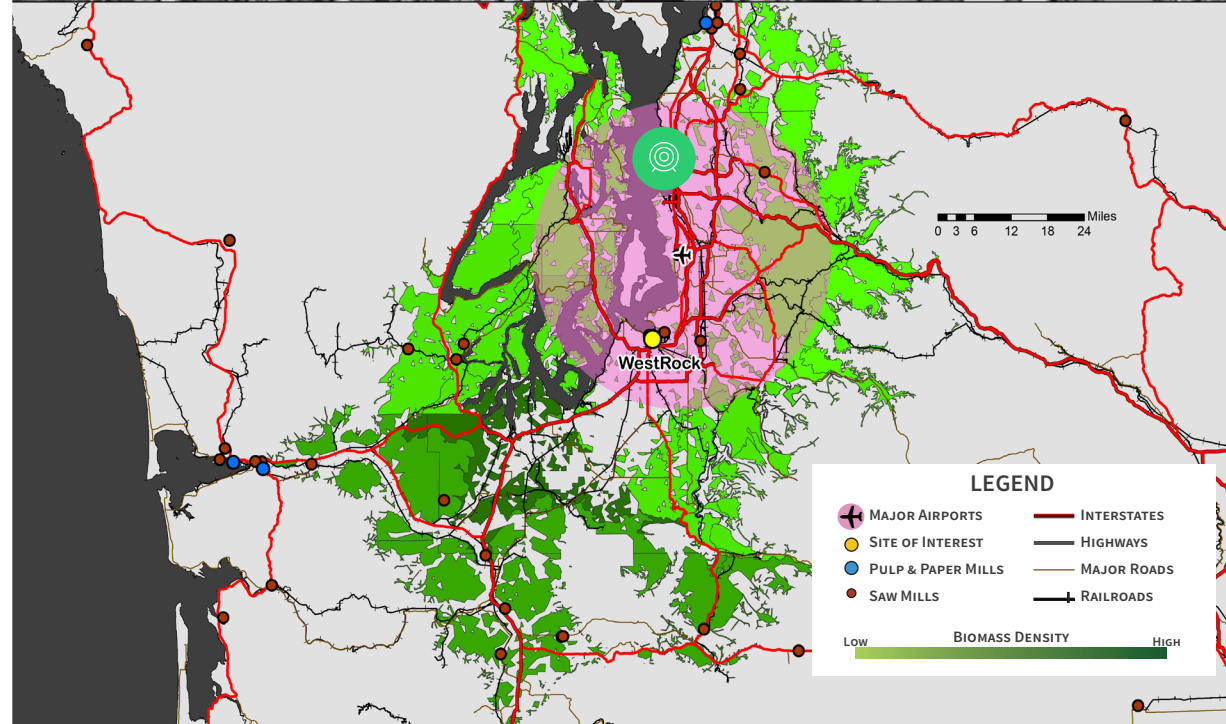 Miles
0 3 6 12 18 24
WestRock
LEGEND
MAJOR AIRPORTS
INTERSTATES
SITE OF INTEREST
HIGHWAYS
PULP & PAPER MILLS
MAJOR ROADS
SAW MILLS
RAILROADS
BIOMASS DENSITY
LOW
HIGH